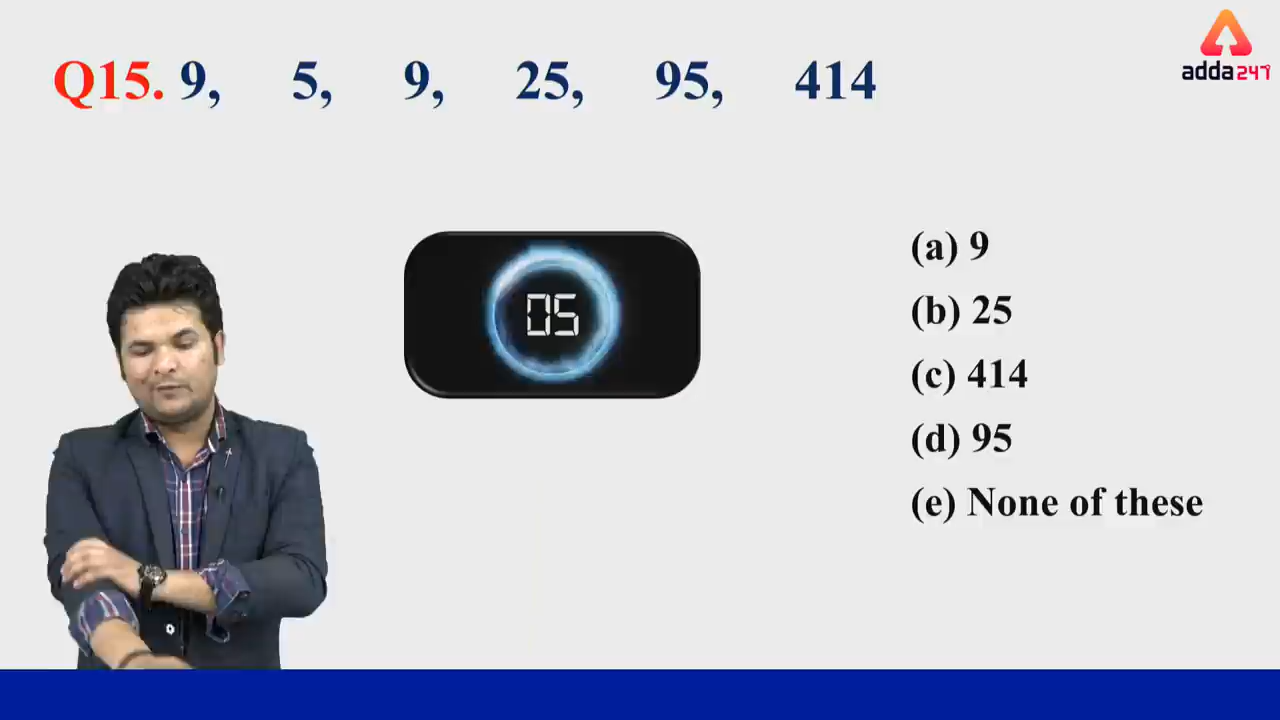 Q15. 9, 5, 9, 25, 95, 414
adda247
05
(a) 9
(b) 25
(c) 414
(d) 95
(e) None of these